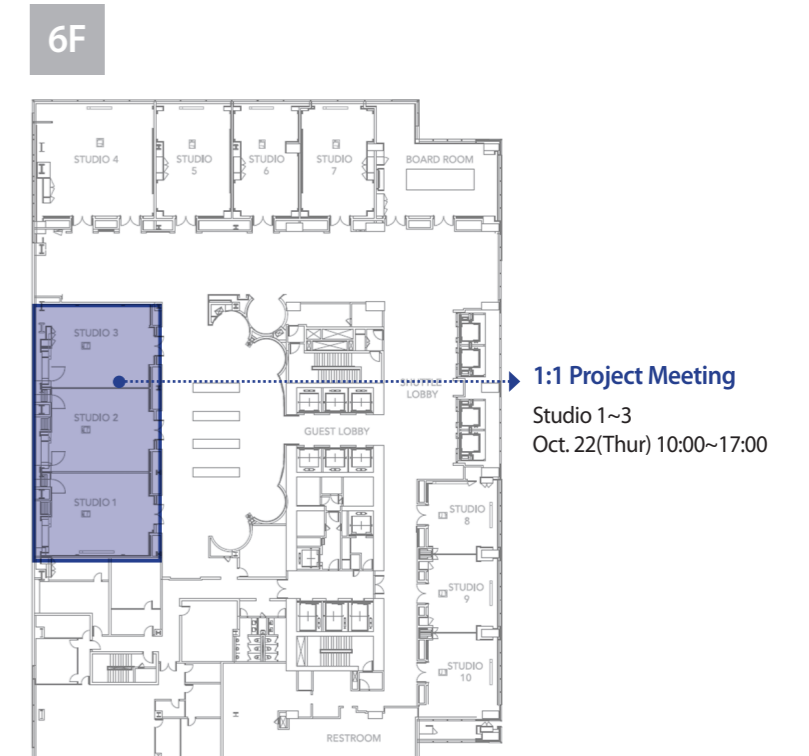 6F
STUDIO 4
STUDIO
5
STUDIO
6
STUDIO
7
BOARD ROOM
STUDIO 3
1:1 Project Meeting
SHUTTLE
LOBBY
Studio 1~3
Oct. 22(Thur) 10:00~17:00
STUDIO 2
GUEST LOBBY
STUDIO 1
STUDIO
8
STUDIO
9
STUDIO
10
RESTROOM